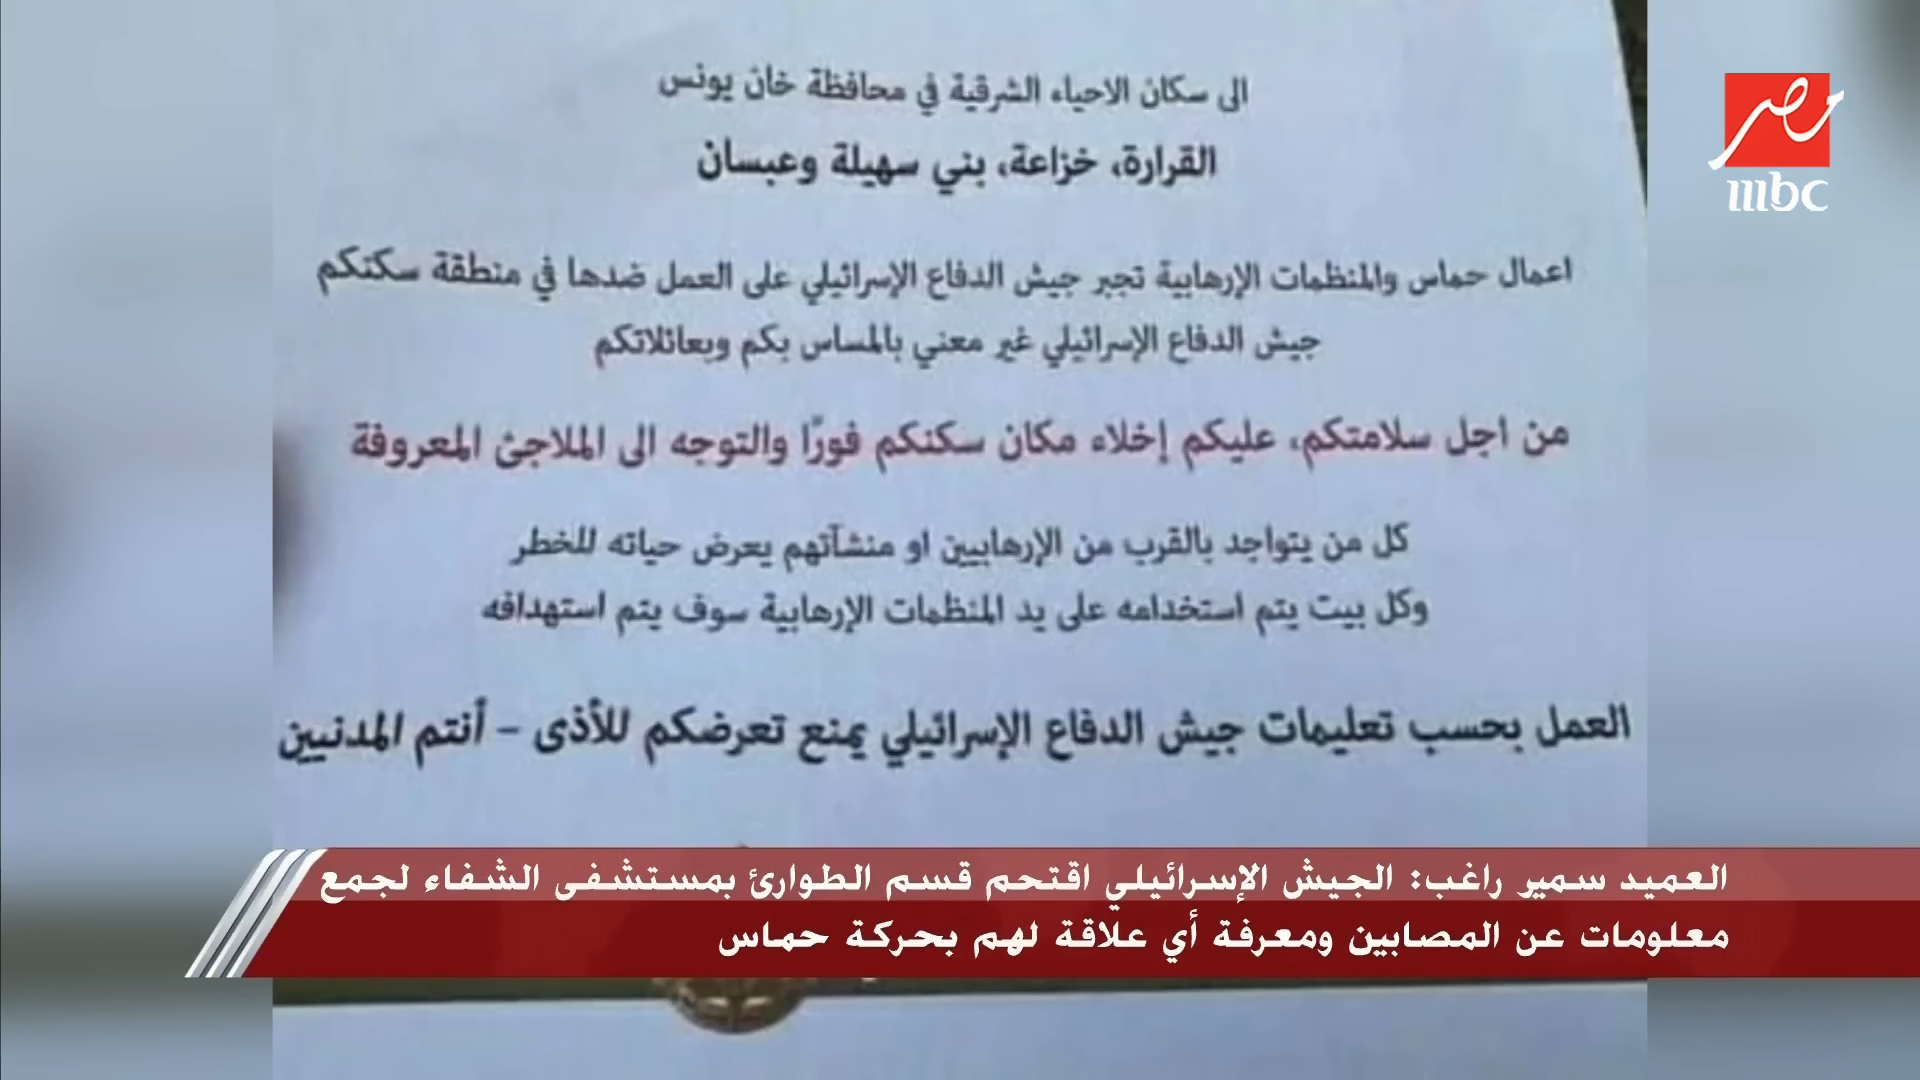 الى سكان الاحياء الشرقية في محافظة خان يونس
القرارة، خزاعة، بني سهيلة وعبسان
اعمال حماس والمنظمات الإرهابية تجبر جيش الدفاع الإسرائيلي على العمل ضدها في منطقة سكنكم
جيش الدفاع الإسرائيلي غير معني بالمساس بكم وبعائلاتكم
من اجل سلامتكم، عليكم إخلاء مكان سكنكم فورًا والتوجه الى الملاجئ المعروفة
كل من يتواجد بالقرب من الإرهابيين او منشآتهم يعرض حياته للخطر
وكل بيت يتم استخدامه على يد المنظمات الإرهابية سوف يتم استهدافه
العمل بحسب تعليمات جيش الدفاع الإسرائيلي يمنع تعرضكم للأذى – أنتم المدنيين
مصر
mbc
العميد سمير راغب: الجيش الإسرائيلي اقتحم قسم الطوارئ بمستشفى الشفاء لجمع
معلومات عن المصابين ومعرفة أي علاقة لهم بحركة حماس